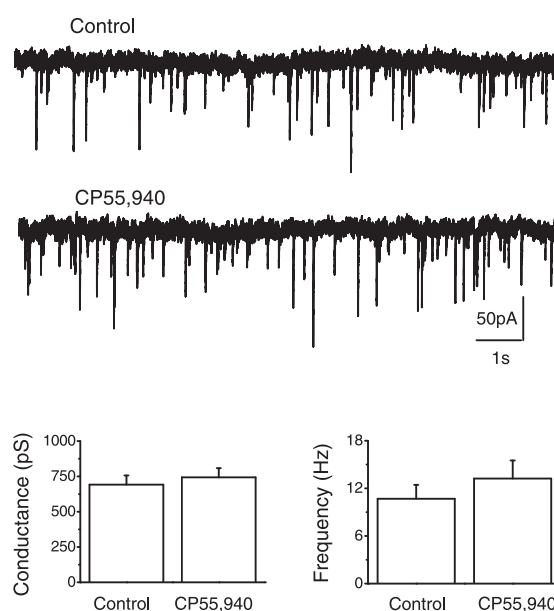 Control
CP55,940
50pA
1s
Conductance (pS)
1000
750
500
250
0
Control CP55,940
Frequency (Hz)
18
12
6
0
Control CP55,940